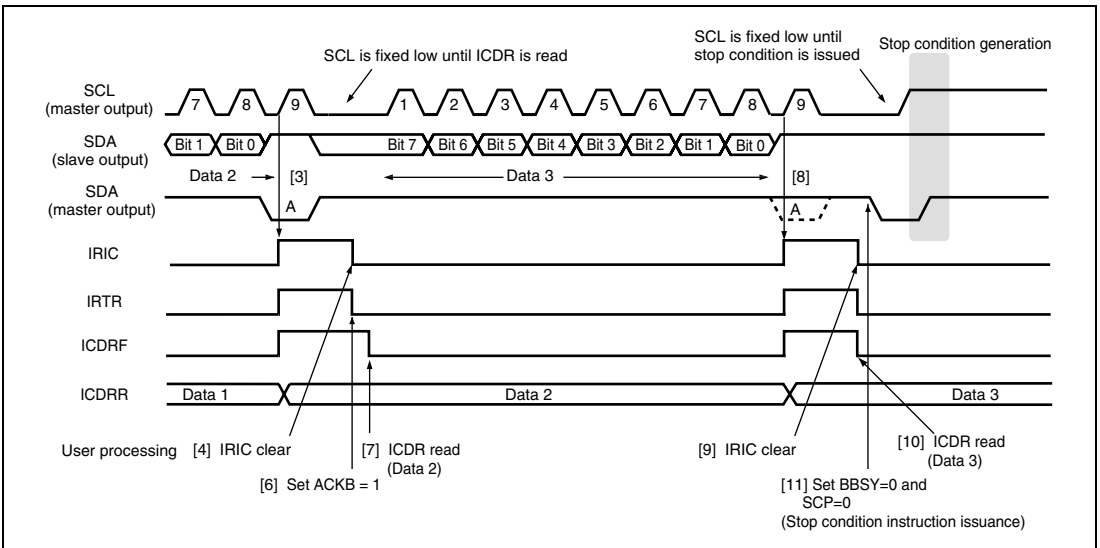 SCL is fixed low until ICDR is read
SCL is fixed low until
stop condition is issued
Stop condition generation
SCL
(master output)
7 8 9 1 2 3 4 5 6 7 8 9
SDA
(slave output)
Bit 1 Bit 0 Bit 7 Bit 6 Bit 5 Bit 4 Bit 3 Bit 2 Bit 1 Bit 0
Data 2 [3] Data 3 [8]
SDA
(master output)
A A
IRIC
IRTR
ICDRF
ICDRR
Data 1 Data 2 Data 3
User processing
[4] IRIC clear
[7] ICDR read
(Data 2)
[9] IRIC clear
[10] ICDR read
(Data 3)
[6] Set ACKB = 1
[11] Set BBSY=0 and
SCP=0
(Stop condition instruction issuance)